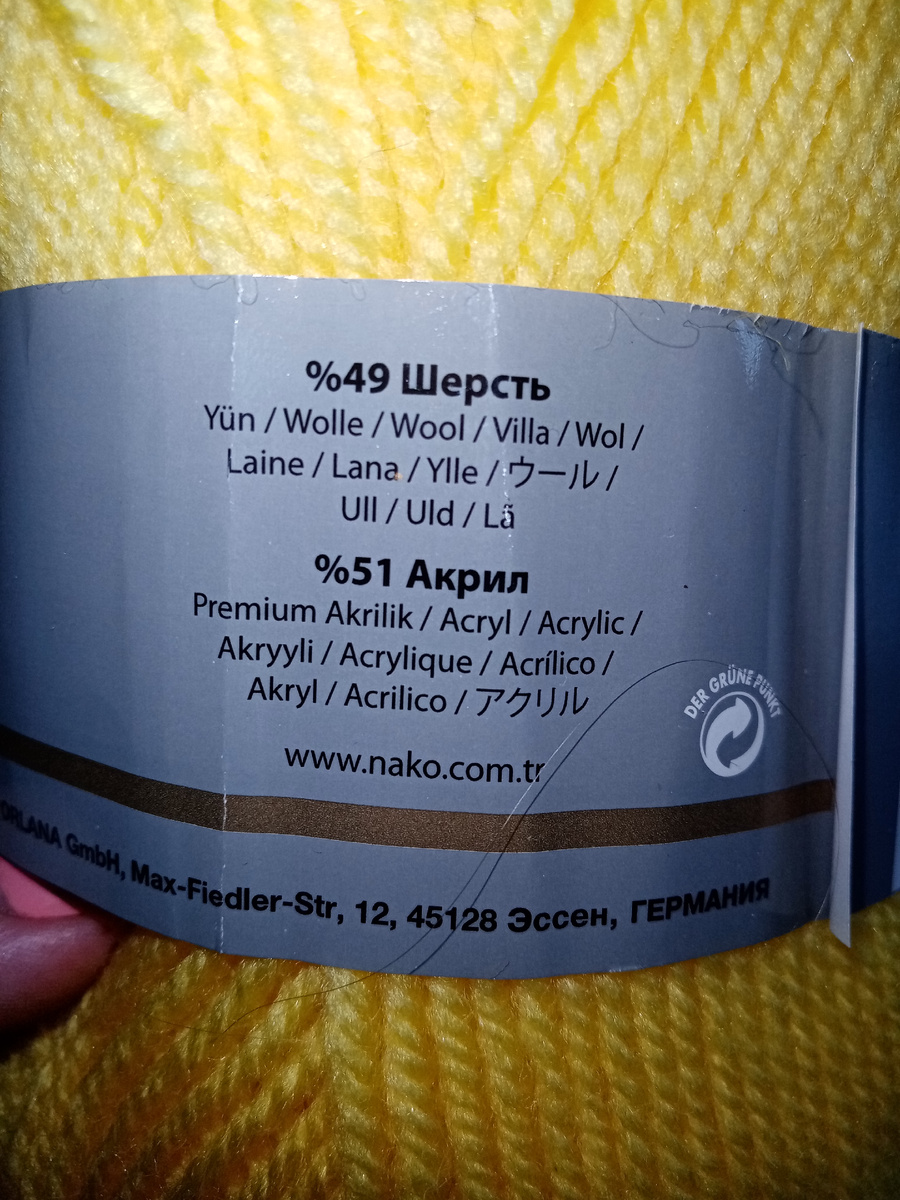 %49 Шерсть
Yün / Wolle / Wool / Villa / Wol /
Laine / Lana / Ylle / ウール /
Ull / Uld / Lã
%51 Акрил
Premium Akrilik / Acryl / Acrylic /
Akryyli / Acrylique / Acrílico /
Akryl / Acrilico / アクリル
DER GRÜNE PUNKT
www.nako.com.tr
ORLANA GmbH, Max-Fiedler-Str, 12, 45128 Эссен, ГЕРМАНИЯ